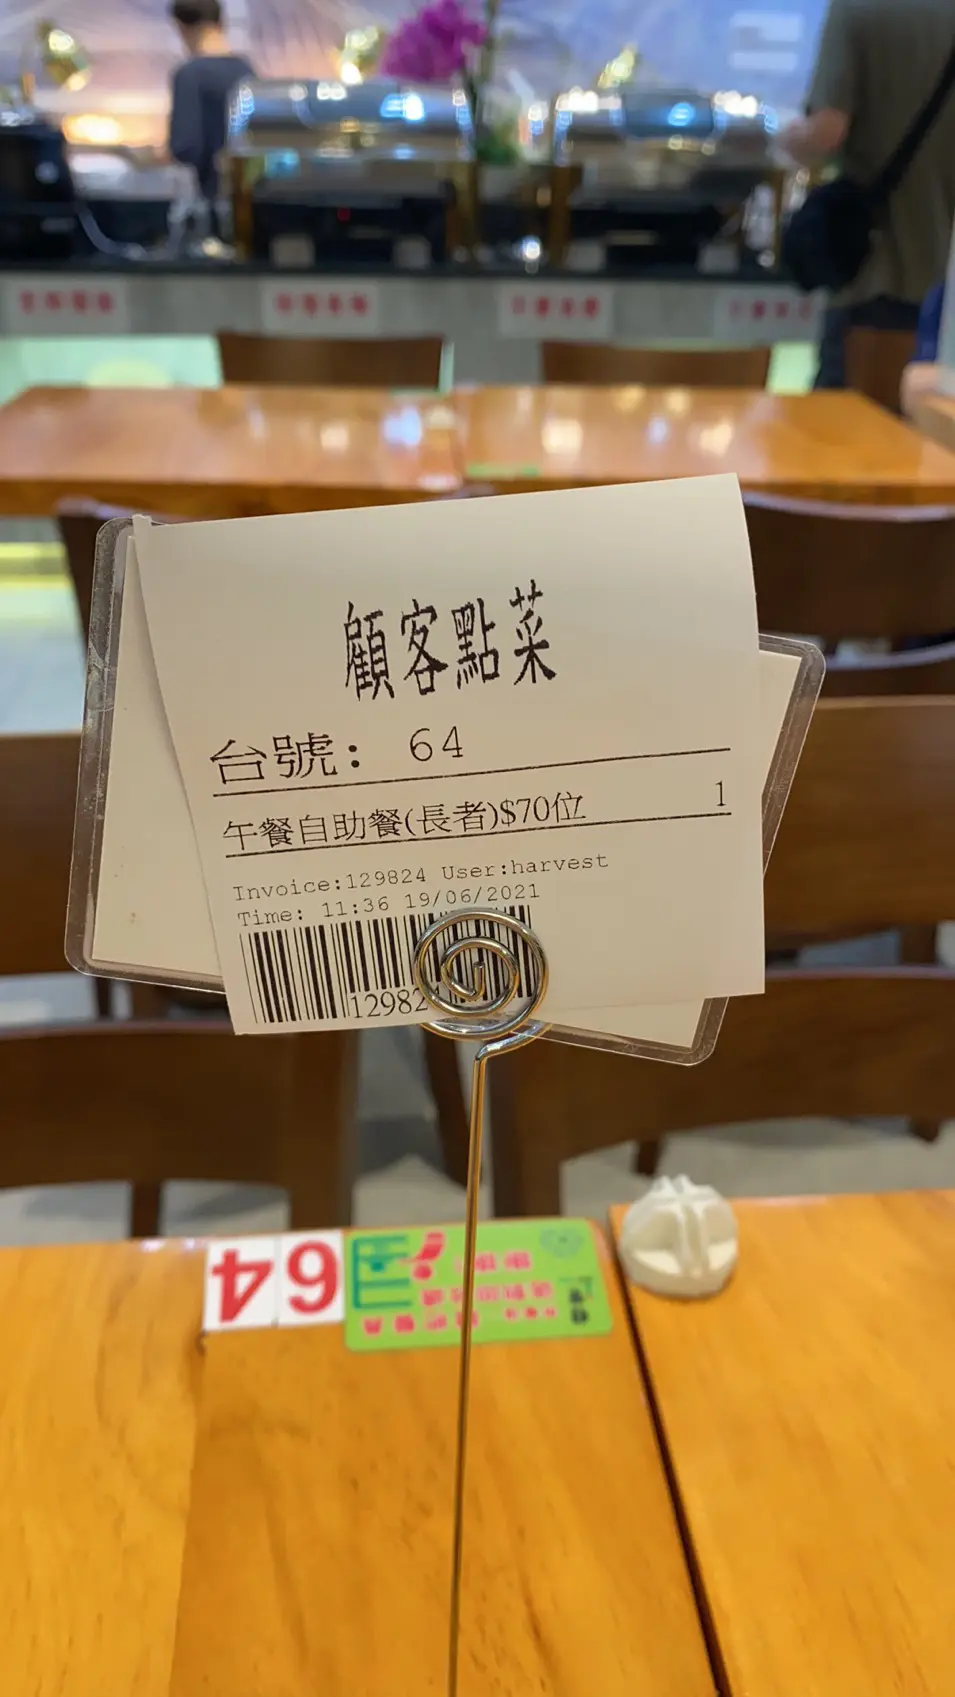 顧客點菜
台號： 64
午餐自助餐(長者)$70位 1
Invoice:129824 User:harvest
Time: 11:36 19/06/2021
12982
64